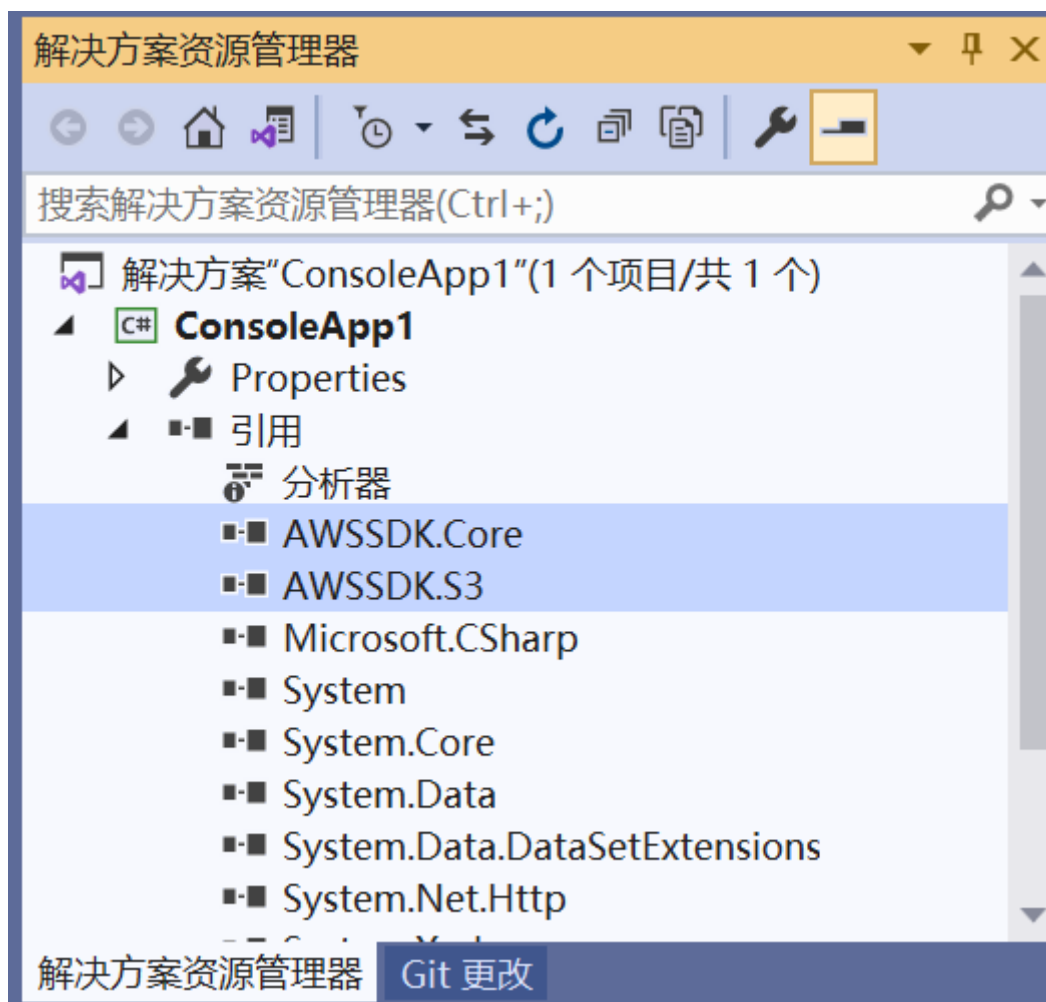 解决方案资源管理器
搜索解决方案资源管理器(Ctrl+;)
解决方案“ConsoleApp1”(1 个项目/共 1 个)
C# ConsoleApp1
Properties
引用
分析器
AWSSDK.Core
AWSSDK.S3
Microsoft.CSharp
System
System.Core
System.Data
System.Data.DataSetExtensions
System.Net.Http
解决方案资源管理器 Git 更改